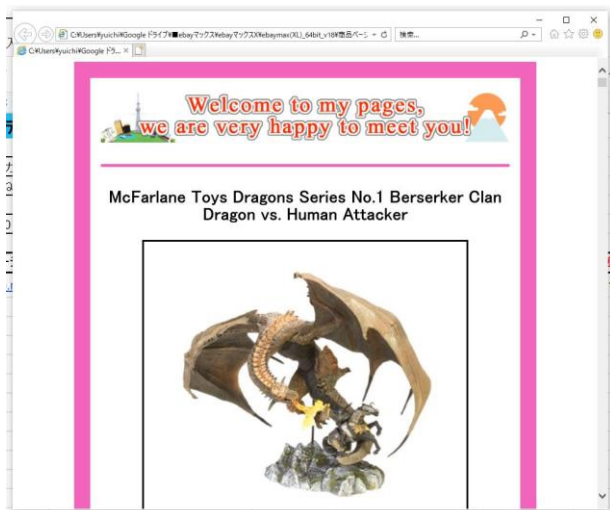 C:¥Users¥yuichi¥Google ドライブ¥■ebayマックス¥ebayマックスX¥ebaymax(XL)_64bit_v18¥商品ページ
検索...
C:¥Users¥yuichi¥Google ドラ...
Welcome to my pages,
we are very happy to meet you!
McFarlane Toys Dragons Series No.1 Berserker Clan
Dragon vs. Human Attacker